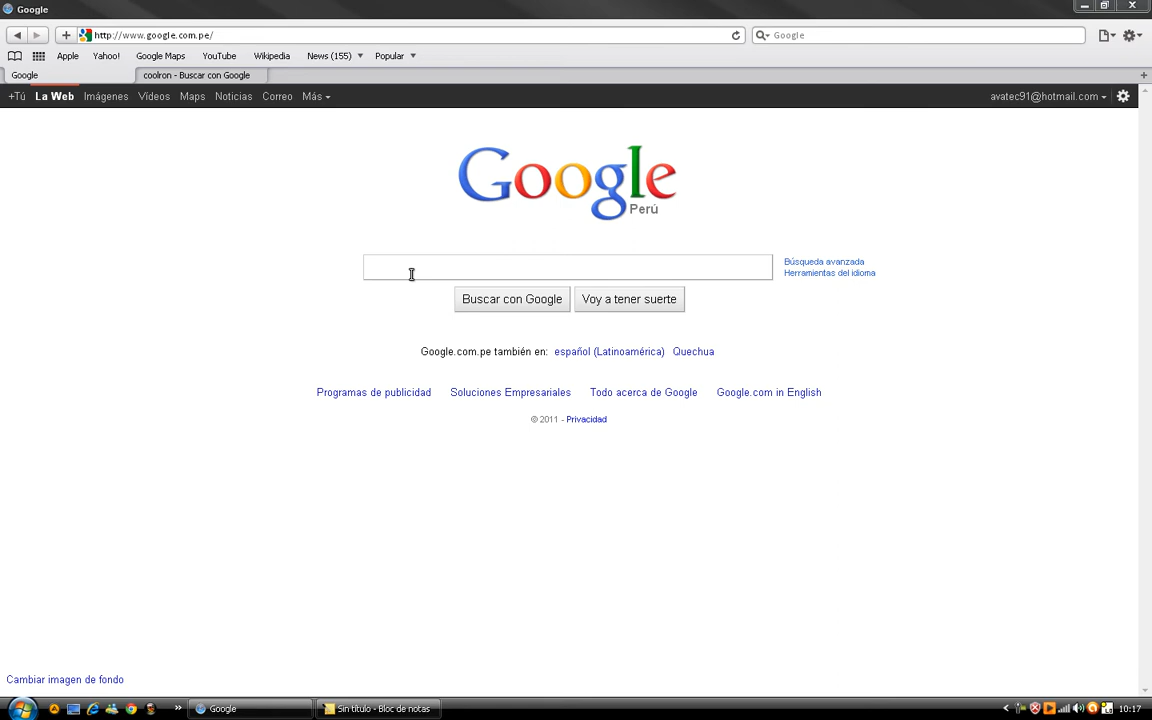 Google
http://www.google.com.pe/
Google
Apple Yahoo! Google Maps YouTube Wikipedia News (155) Popular
Google coolron - Buscar con Google
+Tú La Web Imágenes Vídeos Maps Noticias Correo Más avatec91@hotmail.com
Google
Perú
Búsqueda avanzada
Herramientas del idioma
Buscar con Google Voy a tener suerte
Google.com.pe también en: español (Latinoamérica) Quechua
Programas de publicidad Soluciones Empresariales Todo acerca de Google Google.com in English
© 2011 - Privacidad
Cambiar imagen de fondo
Google Sin título - Bloc de notas 10:17